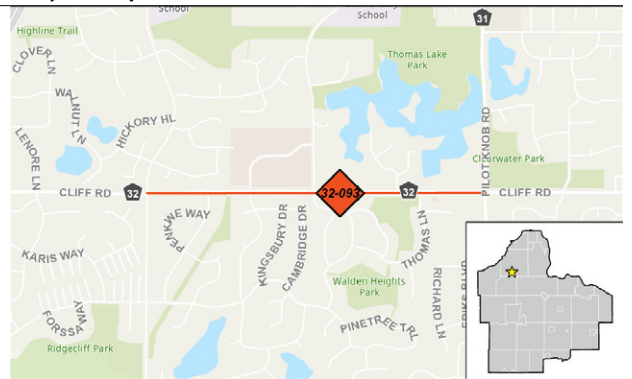 School
School
31
Highline Trail
CLOVER LN
Thomas Lake
Park
WALNUT LN
HICKORY HL
PILOT KNOB RD
LENORE LN
Clearwater Park
CLIFF RD
32
32-093
32
CLIFF RD
KINGSBURY DR
CAMBRIDGE DR
THOMAS LN
KARIS WAY
Walden Heights
Park
RICHARD LN
FORSSA WAY
PINETREE TRL
Ridgecliff Park